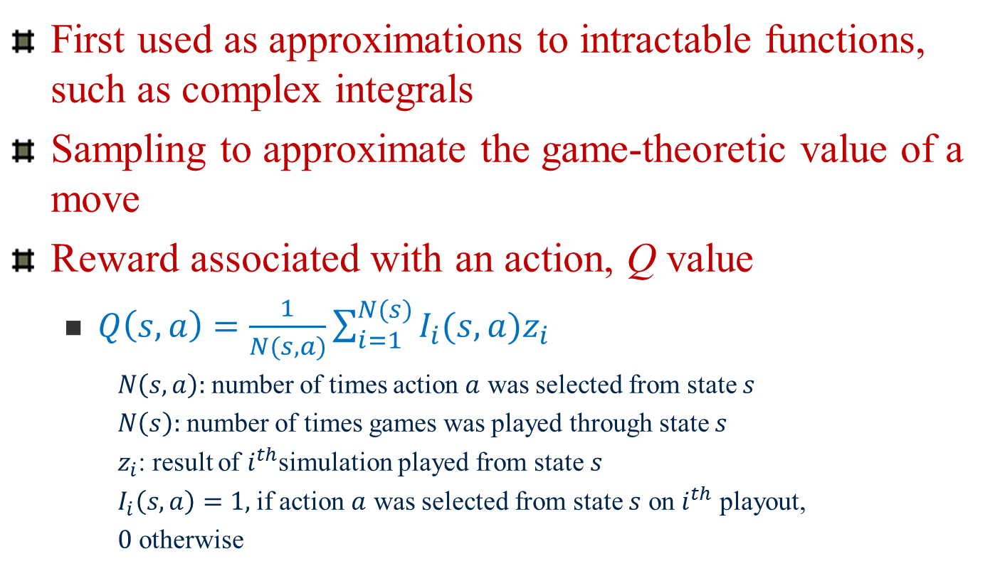 First used as approximations to intractable functions,
such as complex integrals
Sampling to approximate the game-theoretic value of a
move
Reward associated with an action, Q value
Q(s, a) = \frac{1}{N(s,a)} \sum_{i=1}^{N(s)} I_i(s, a)z_i
N(s, a): number of times action a was selected from state s
N(s): number of times games was played through state s
z_i: result of i^{th} simulation played from state s
I_i(s, a) = 1, if action a was selected from state s on i^{th} playout,
0 otherwise